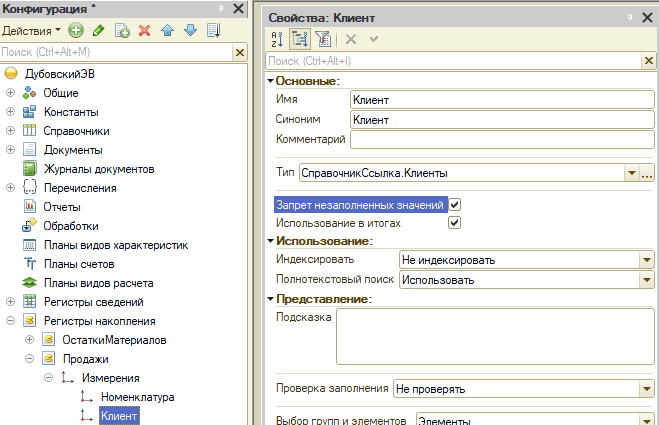 Конфигурация *
Действия
Поиск (Ctrl+Alt+M)
ДубовскийЭВ
Общие
Константы
Справочники
Документы
Журналы документов
Перечисления
Отчеты
Обработки
Планы видов характеристик
Планы счетов
Планы видов расчета
Регистры сведений
Регистры накопления
ОстаткиМатериалов
Продажи
Измерения
Номенклатура
Клиент
Свойства: Клиент
Поиск (Ctrl+Alt+I)
Основные:
Имя Клиент
Синоним Клиент
Комментарий
Тип СправочникСсылка.Клиенты
Запрет незаполненных значений
Использование в итогах
Использование:
Индексировать Не индексировать
Полнотекстовый поиск Использовать
Представление:
Подсказка
Проверка заполнения Не проверять
Выбор групп и элементов Элементы